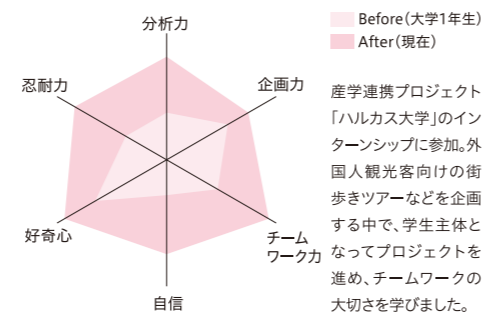 分析力
企画力
チーム
ワーク力
自信
好奇心
忍耐力
Before（大学1年生）
After（現在）
産学連携プロジェクト
「ハルカス大学」のイン
ターンシップに参加。外
国人観光客向けの街
歩きツアーなどを企画
する中で、学生主体と
なってプロジェクトを
進め、チームワークの
大切さを学びました。